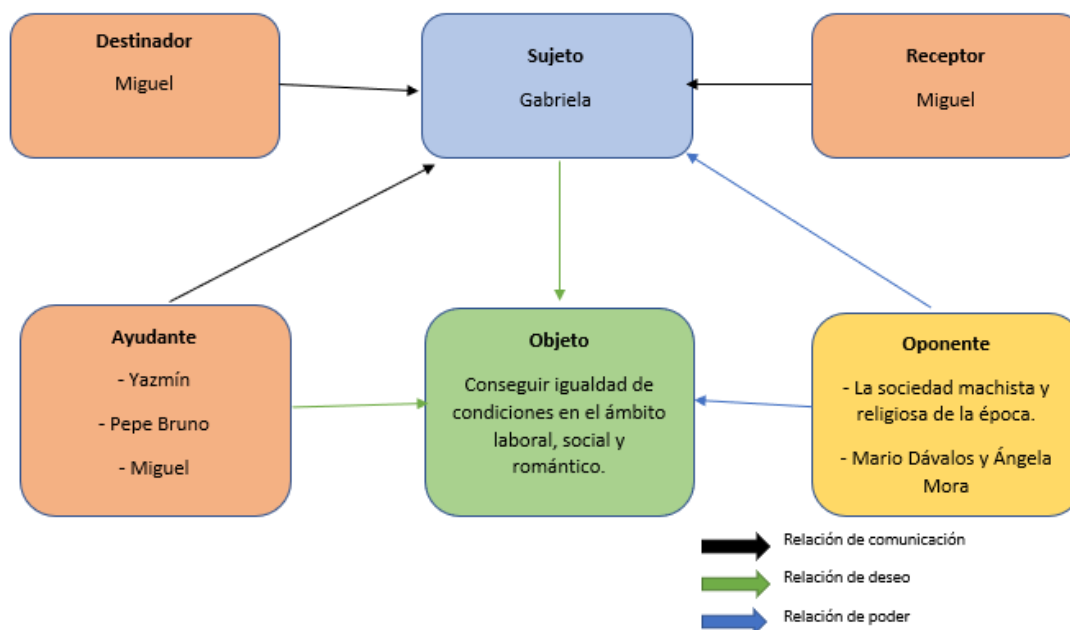 Destinador
Miguel
Sujeto
Gabriela
Receptor
Miguel
Ayudante
- Yazmín
- Pepe Bruno
- Miguel
Objeto
Conseguir igualdad de
condiciones en el ámbito
laboral, social y
romántico.
Oponente
- La sociedad machista y
religiosa de la época.
- Mario Dávalos y Ángela
Mora
Relación de comunicación
Relación de deseo
Relación de poder